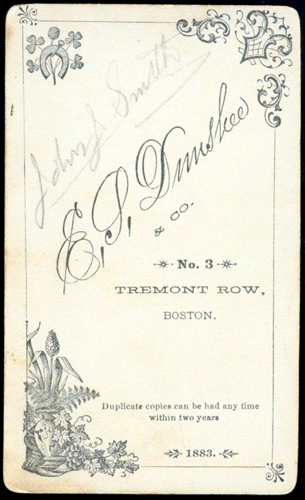 John J Smith
E. S. Dunshee
& CO.
No. 3
TREMONT ROW,
BOSTON.
Duplicate copies can be had any time
within two years
1883.